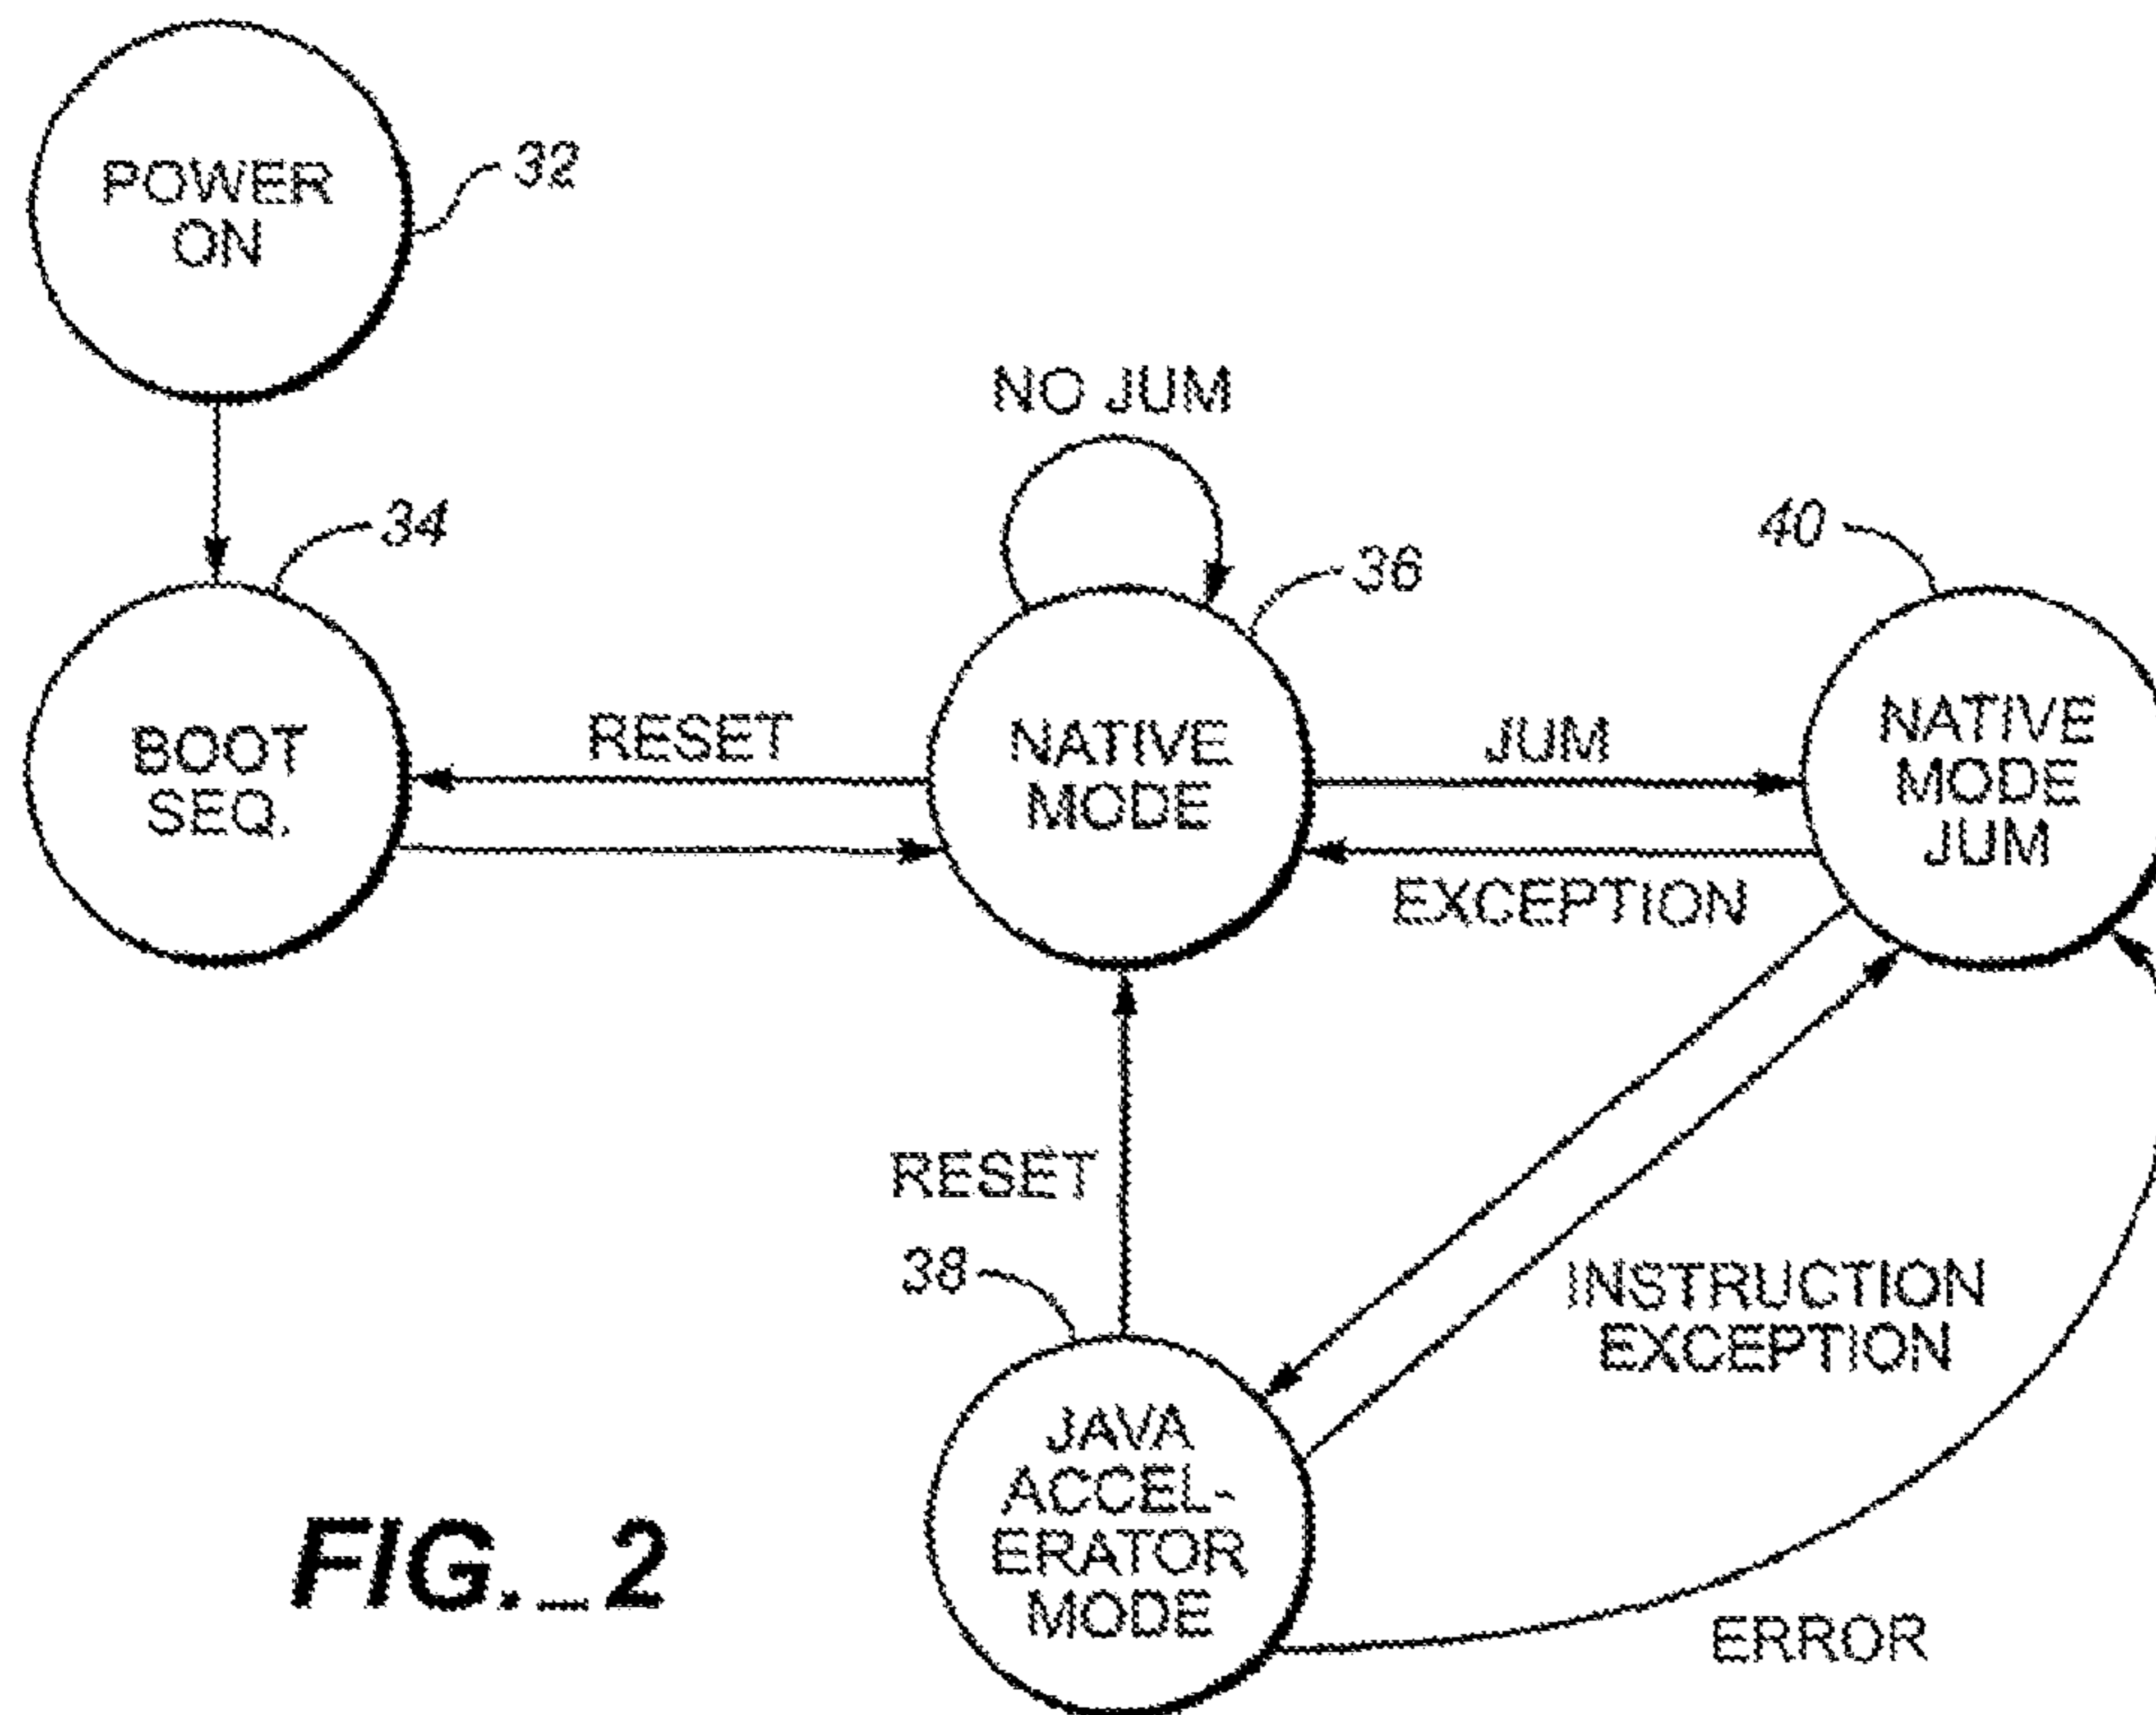 POWER
ON
32
NO JUM
34
36
40
BOOT
SEQ.
RESET
NATIVE
MODE
JUM
NATIVE
MODE
JUM
EXCEPTION
RESET
38
INSTRUCTION
EXCEPTION
JAVA
ACCEL-
ERATOR
MODE
ERROR
FIG._2